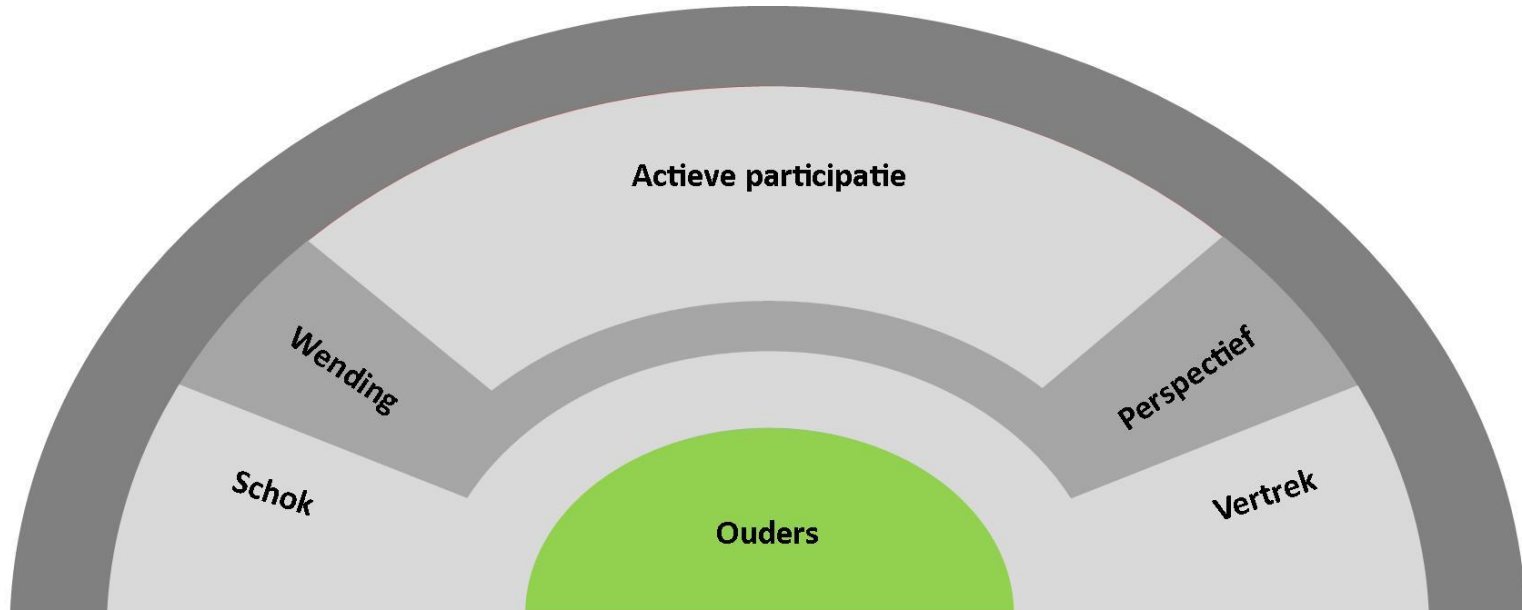 Actieve participatie
Wending
Perspectief
Schok
Vertrek
Ouders